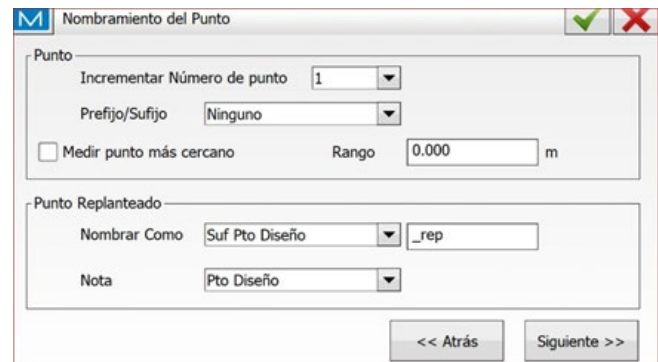 M Nombramiento del Punto
Punto
Incrementar Número de punto 1
Prefijo/Sufijo Ninguno
Medir punto más cercano Rango 0.000 m
Punto Replanteado
Nombrar Como Suf Pto Diseño _rep
Nota Pto Diseño
<< Atrás Siguiente >>